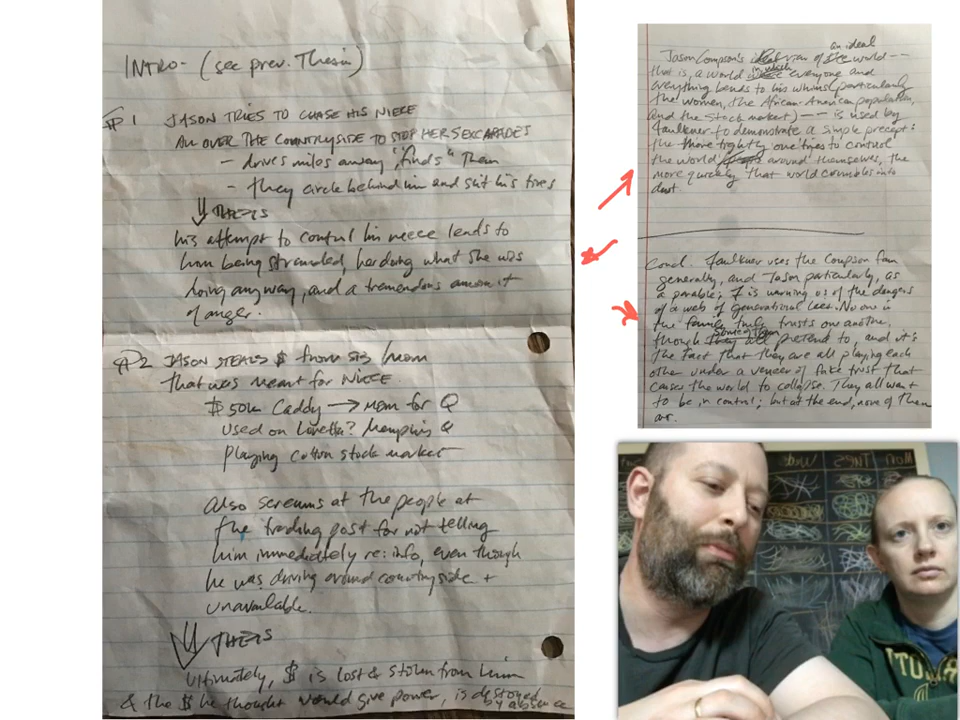 INTRO- (see prev. Thesis)
¶1 JASON TRIES TO CHASE HIS NIECE
ALL OVER THE COUNTRYSIDE TO STOP HER SEXCAPADES
- drives miles away "finds" them
- they circle behind him and slit his tires
THESIS
his attempt to control his niece leads to
him being stranded, her doing what she was
doing anyway, and a tremendous amount
of anger.
¶2 JASON STEALS $ from his mom
that was meant for NIECE
$50k Caddy → mom for Q
used on Loretta? Memphis Q
playing cotton stock market
Also screams at the people at
the trading post for not telling
him immediately re: info, even though
he was driving around countryside +
unavailable.
THESIS
Ultimately, $ is lost & stolen from him
& the $ he thought would give power, is destroyed
by absence
an ideal
Jason Compson's view of world --
in which
that is, a world everyone and
everything bends to his whims (particularly
the women, the African-American population,
and the stock market) -- is used by
Faulkner to demonstrate a simple precept:
the more tightly one tries to control
the world around themselves, the
more quickly that world crumbles into
dust.
Concl. Faulkner uses the Compson fam
generally, and Jason particularly, as
a parable; F is warning us of the dangers
of a web of generational lies. No one in
the family trusts one another,
some of them
though pretend to, and it's
the fact that they are all playing each
other under a veneer of fake trust that
causes the world to collapse. They all want
to be in control; but at the end, none of them
are.
MON TUES Wed